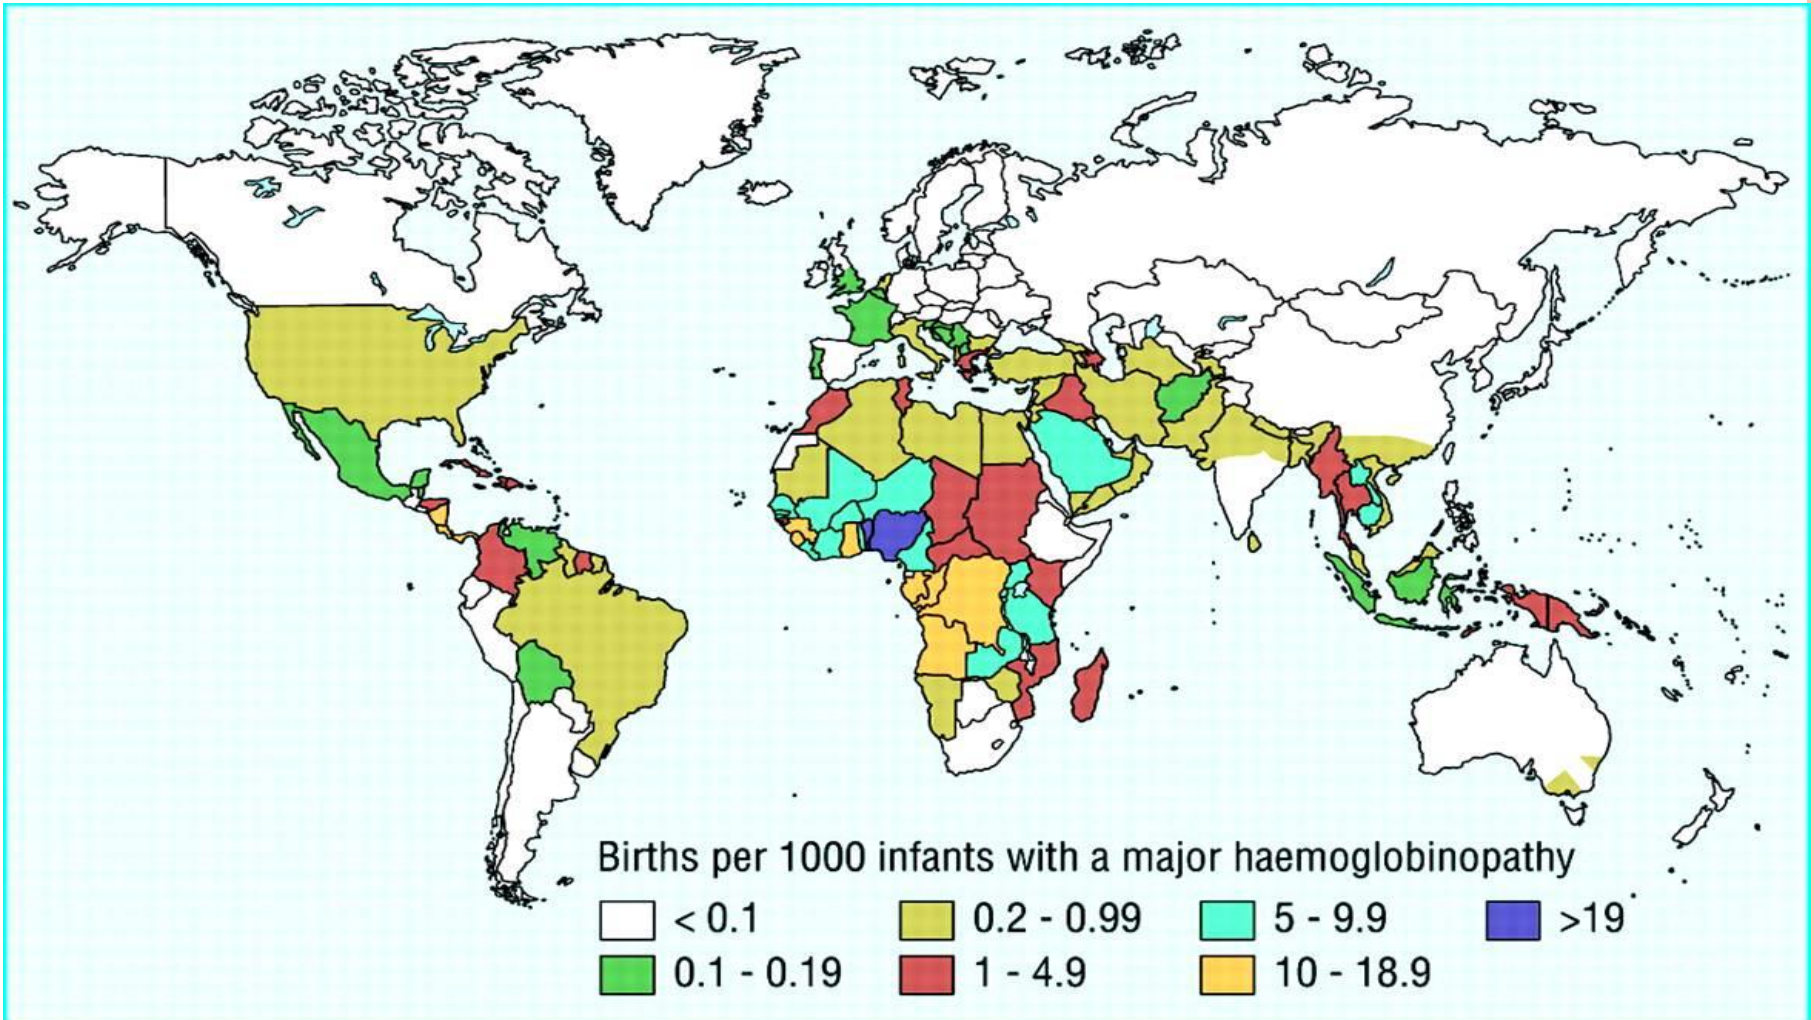 Births per 1000 infants with a major haemoglobinopathy
< 0.1 0.2 - 0.99 5 - 9.9 >19
0.1 - 0.19 1 - 4.9 10 - 18.9